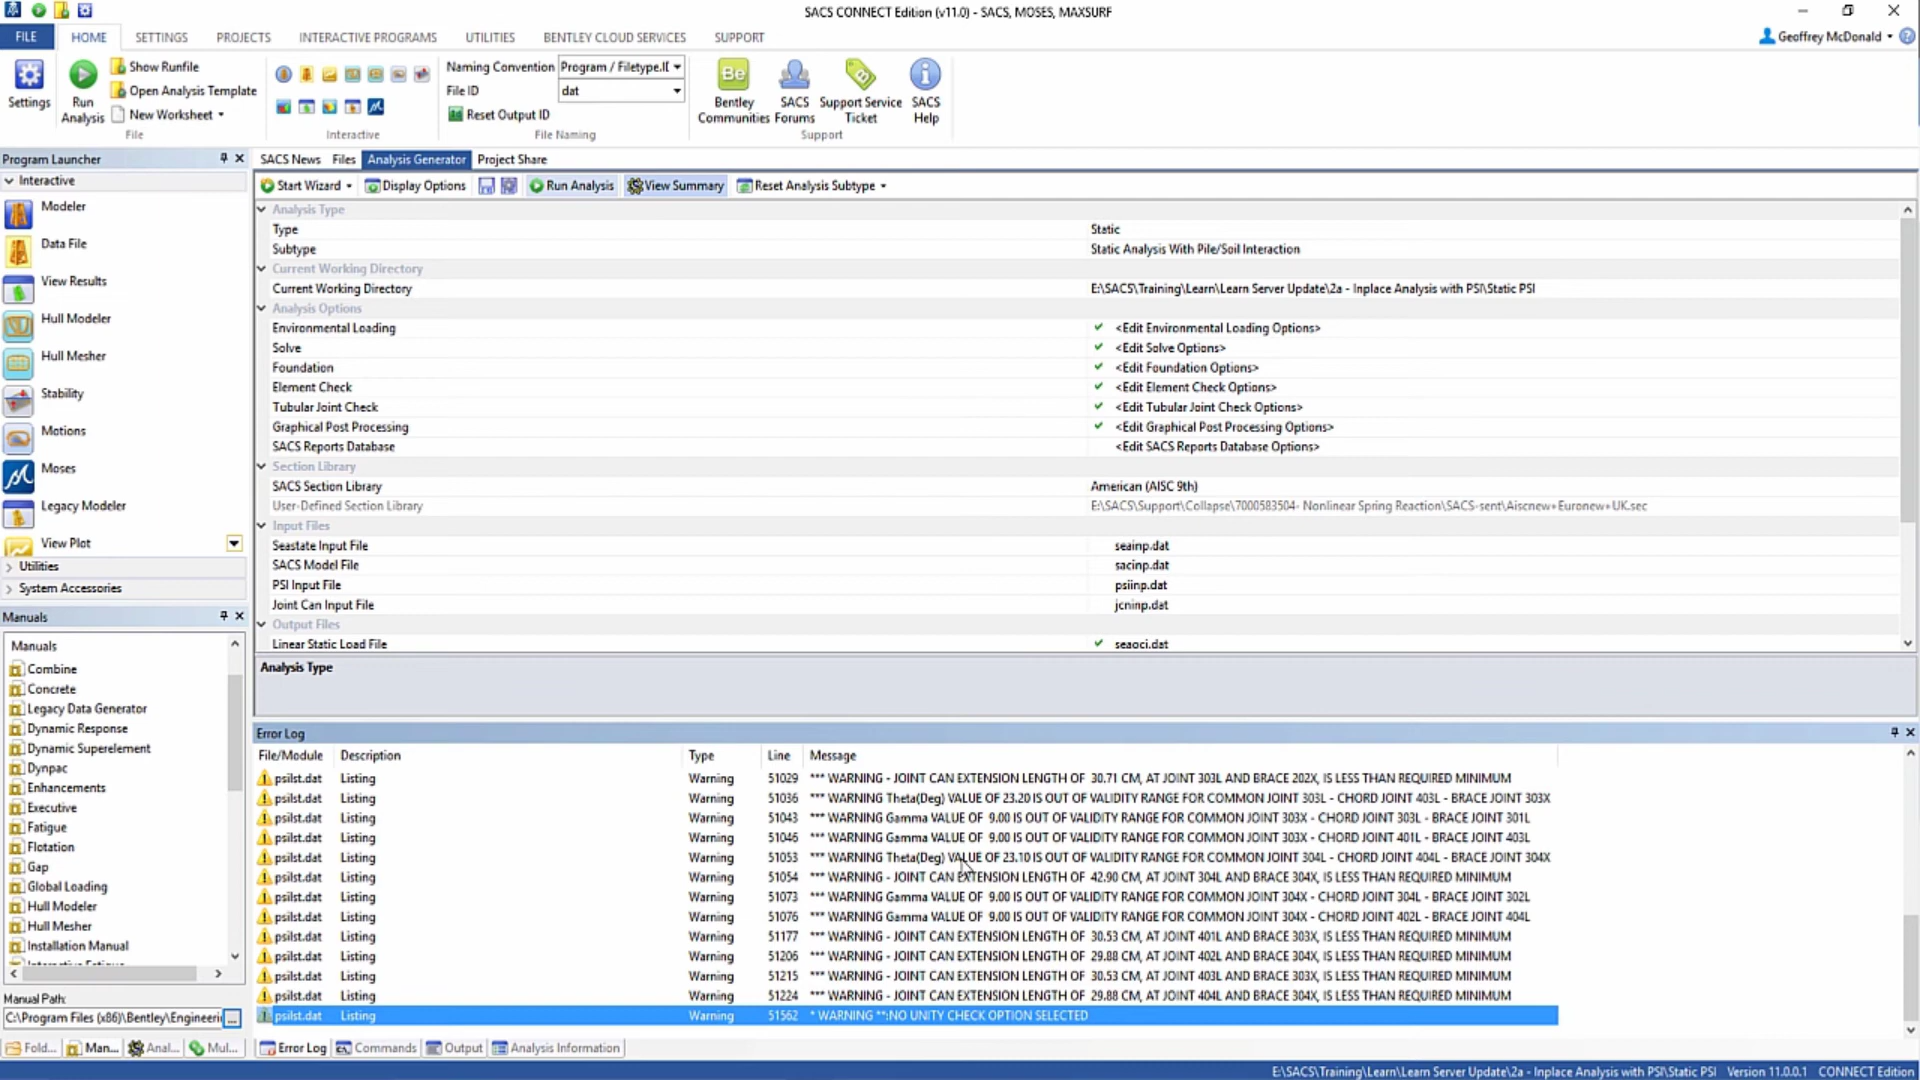 SACS CONNECT Edition (v11.0) - SACS, MOSES, MAXSURF
FILE HOME SETTINGS PROJECTS INTERACTIVE PROGRAMS UTILITIES BENTLEY CLOUD SERVICES SUPPORT
Geoffrey McDonald
Settings
Run Analysis
Show Runfile
Open Analysis Template
New Worksheet
File
Interactive
Naming Convention Program / Filetype.II
File ID dat
Reset Output ID
File Naming
Bentley Communities
SACS Forums
Support Service Ticket
SACS Help
Support
Program Launcher
Interactive
Modeler
Data File
View Results
Hull Modeler
Hull Mesher
Stability
Motions
Moses
Legacy Modeler
View Plot
Utilities
System Accessories
Manuals
Manuals
Combine
Concrete
Legacy Data Generator
Dynamic Response
Dynamic Superelement
Dynpac
Enhancements
Executive
Fatigue
Flotation
Gap
Global Loading
Hull Modeler
Hull Mesher
Installation Manual
Manual Path:
C:\Program Files (x86)\Bentley\Engineeri ...
Fold... Man... Anal... Mul...
SACS News Files Analysis Generator Project Share
Start Wizard Display Options Run Analysis View Summary Reset Analysis Subtype
Analysis Type
Type Static
Subtype Static Analysis With Pile/Soil Interaction
Current Working Directory
Current Working Directory E:\SACS\Training\Learn\Learn Server Update\2a - Inplace Analysis with PSI\Static PSI
Analysis Options
Environmental Loading <Edit Environmental Loading Options>
Solve <Edit Solve Options>
Foundation <Edit Foundation Options>
Element Check <Edit Element Check Options>
Tubular Joint Check <Edit Tubular Joint Check Options>
Graphical Post Processing <Edit Graphical Post Processing Options>
SACS Reports Database <Edit SACS Reports Database Options>
Section Library
SACS Section Library American (AISC 9th)
User-Defined Section Library E:\SACS\Support\Collapse\7000583504- Nonlinear Spring Reaction\SACS-sent\Aiscnew+Euronew+UK.sec
Input Files
Seastate Input File seainp.dat
SACS Model File sacinp.dat
PSI Input File psiinp.dat
Joint Can Input File jcninp.dat
Output Files
Linear Static Load File seaoci.dat
Analysis Type
Error Log
File/Module Description Type Line Message
psilst.dat Listing Warning 51029 *** WARNING - JOINT CAN EXTENSION LENGTH OF 30.71 CM, AT JOINT 303L AND BRACE 202X, IS LESS THAN REQUIRED MINIMUM
psilst.dat Listing Warning 51036 *** WARNING Theta(Deg) VALUE OF 23.20 IS OUT OF VALIDITY RANGE FOR COMMON JOINT 303L - CHORD JOINT 403L - BRACE JOINT 303X
psilst.dat Listing Warning 51043 *** WARNING Gamma VALUE OF 9.00 IS OUT OF VALIDITY RANGE FOR COMMON JOINT 303X - CHORD JOINT 303L - BRACE JOINT 301L
psilst.dat Listing Warning 51046 *** WARNING Gamma VALUE OF 9.00 IS OUT OF VALIDITY RANGE FOR COMMON JOINT 303X - CHORD JOINT 401L - BRACE JOINT 403L
psilst.dat Listing Warning 51053 *** WARNING Theta(Deg) VALUE OF 23.10 IS OUT OF VALIDITY RANGE FOR COMMON JOINT 304L - CHORD JOINT 404L - BRACE JOINT 304X
psilst.dat Listing Warning 51054 *** WARNING - JOINT CAN EXTENSION LENGTH OF 42.90 CM, AT JOINT 304L AND BRACE 304X, IS LESS THAN REQUIRED MINIMUM
psilst.dat Listing Warning 51073 *** WARNING Gamma VALUE OF 9.00 IS OUT OF VALIDITY RANGE FOR COMMON JOINT 304X - CHORD JOINT 304L - BRACE JOINT 302L
psilst.dat Listing Warning 51076 *** WARNING Gamma VALUE OF 9.00 IS OUT OF VALIDITY RANGE FOR COMMON JOINT 304X - CHORD JOINT 402L - BRACE JOINT 404L
psilst.dat Listing Warning 51177 *** WARNING - JOINT CAN EXTENSION LENGTH OF 30.53 CM, AT JOINT 401L AND BRACE 303X, IS LESS THAN REQUIRED MINIMUM
psilst.dat Listing Warning 51206 *** WARNING - JOINT CAN EXTENSION LENGTH OF 29.88 CM, AT JOINT 402L AND BRACE 304X, IS LESS THAN REQUIRED MINIMUM
psilst.dat Listing Warning 51215 *** WARNING - JOINT CAN EXTENSION LENGTH OF 30.53 CM, AT JOINT 403L AND BRACE 303X, IS LESS THAN REQUIRED MINIMUM
psilst.dat Listing Warning 51224 *** WARNING - JOINT CAN EXTENSION LENGTH OF 29.88 CM, AT JOINT 404L AND BRACE 304X, IS LESS THAN REQUIRED MINIMUM
psilst.dat Listing Warning 51562 * WARNING **:NO UNITY CHECK OPTION SELECTED
Error Log Commands Output Analysis Information
E:\SACS\Training\Learn\Learn Server Update\2a - Inplace Analysis with PSI\Static PSI Version 11.0.0.1 CONNECT Edition